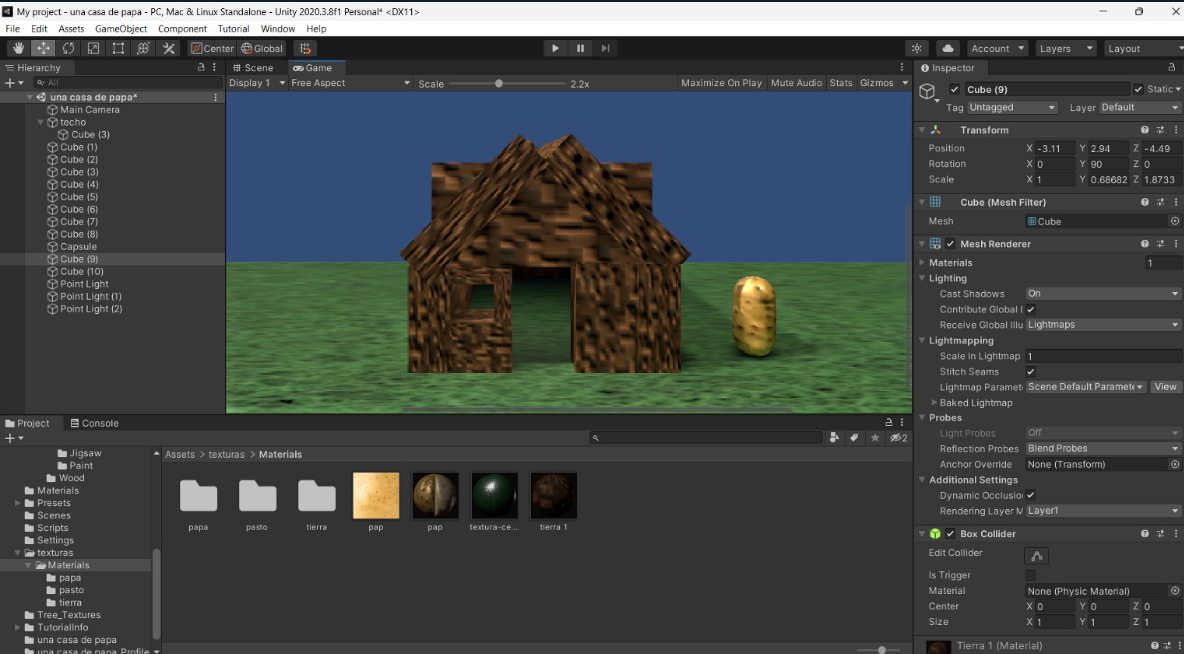 My project - una casa de papa - PC, Mac & Linux Standalone - Unity 2020.3.8f1 Personal* <DX11>
File Edit Assets GameObject Component Tutorial Window Help
Center Global Account Layers Layout
Hierarchy
Scene Game
Inspector
All
Display 1 Free Aspect Scale 2.2x Maximize On Play Mute Audio Stats Gizmos
una casa de papa*
Main Camera
techo
Cube (3)
Cube (1)
Cube (2)
Cube (3)
Cube (4)
Cube (5)
Cube (6)
Cube (7)
Cube (8)
Capsule
Cube (9)
Cube (10)
Point Light
Point Light (1)
Point Light (2)
Cube (9) Static
Tag Untagged Layer Default
Transform
Position X -3.11 Y 2.94 Z -4.49
Rotation X 0 Y 90 Z 0
Scale X 1 Y 0.68682 Z 1.8733
Cube (Mesh Filter)
Mesh Cube
Mesh Renderer
Materials 1
Lighting
Cast Shadows On
Contribute Global I
Receive Global Illu Lightmaps
Lightmapping
Scale In Lightmap 1
Stitch Seams
Lightmap Paramet Scene Default Paramete View
Baked Lightmap
Probes
Light Probes Off
Reflection Probes Blend Probes
Anchor Override None (Transform)
Additional Settings
Dynamic Occlusio
Rendering Layer M Layer1
Box Collider
Edit Collider
Is Trigger
Material None (Physic Material)
Center X 0 Y 0 Z 0
Size X 1 Y 1 Z 1
Tierra 1 (Material)
Project Console
2
Jigsaw
Paint
Wood
Materials
Presets
Scenes
Scripts
Settings
texturas
Materials
papa
pasto
tierra
Tree_Textures
TutorialInfo
una casa de papa
una casa de papa Profile
Assets > texturas > Materials
papa pasto tierra pap pap textura-ce... tierra 1